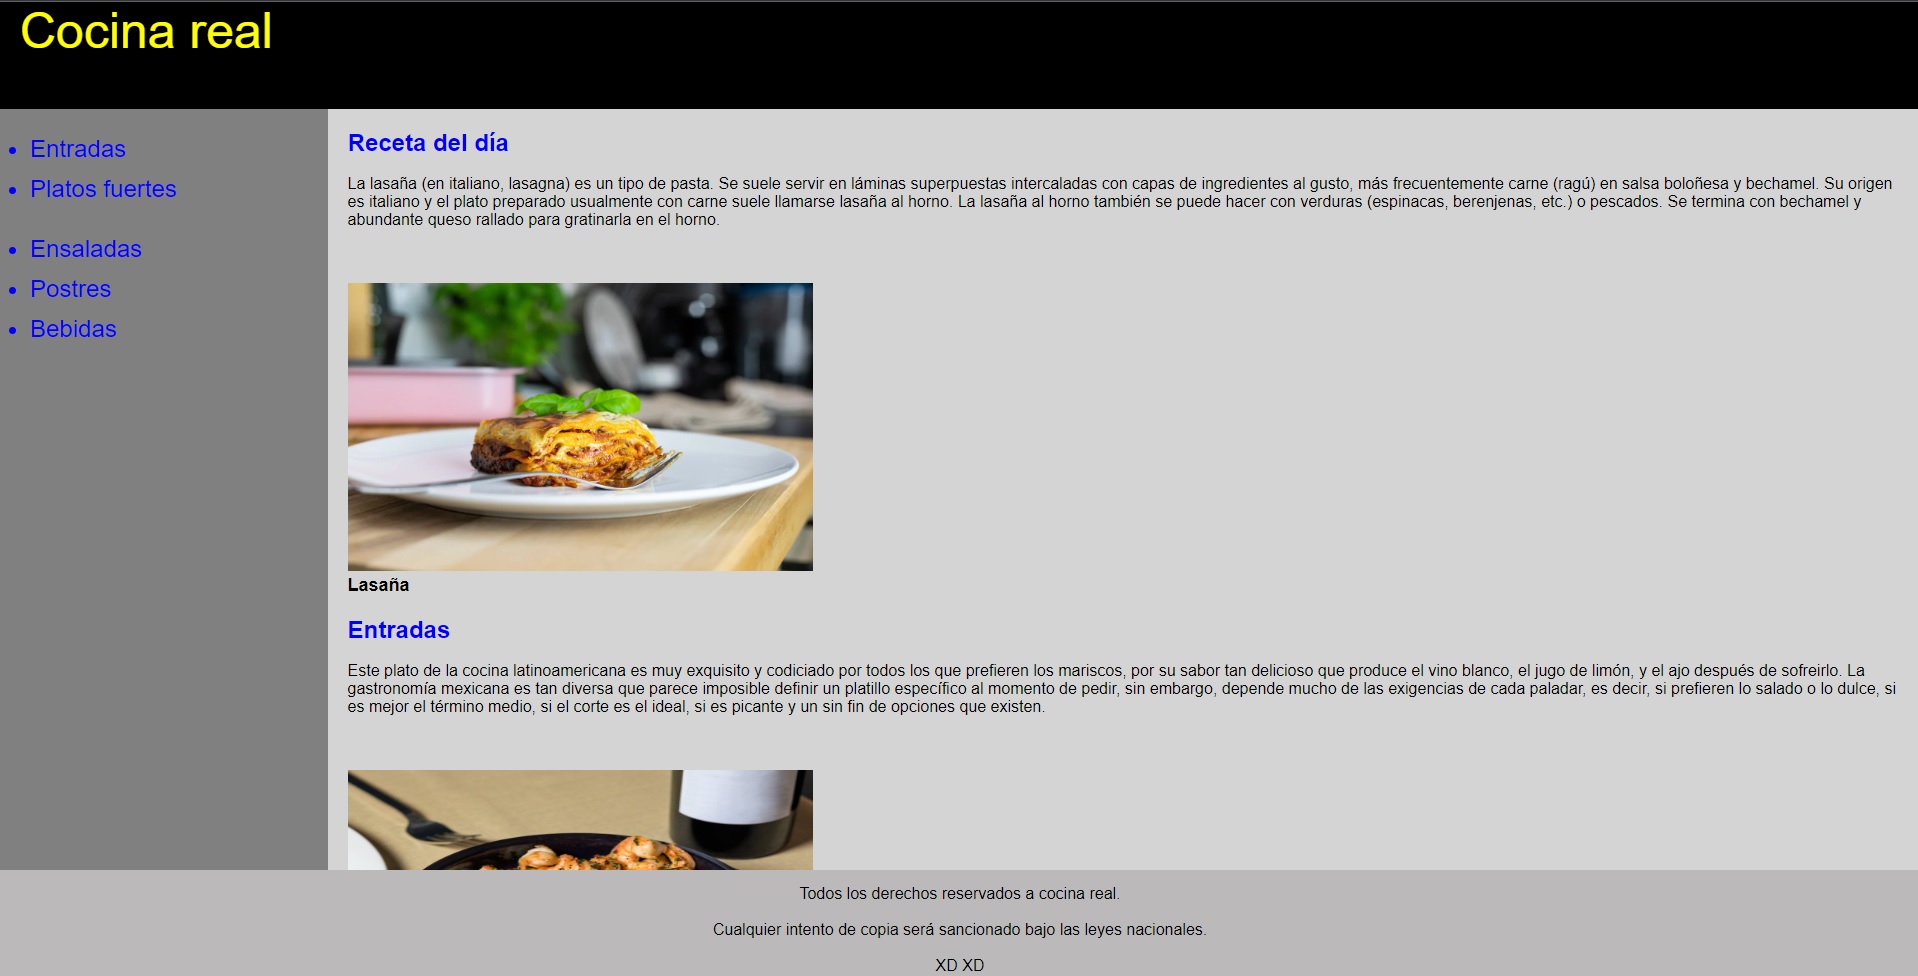 Cocina real
Entradas
Platos fuertes
Ensaladas
Postres
Bebidas
Receta del día
La lasaña (en italiano, lasagna) es un tipo de pasta. Se suele servir en láminas superpuestas intercaladas con capas de ingredientes al gusto, más frecuentemente carne (ragú) en salsa boloñesa y bechamel. Su origen
es italiano y el plato preparado usualmente con carne suele llamarse lasaña al horno. La lasaña al horno también se puede hacer con verduras (espinacas, berenjenas, etc.) o pescados. Se termina con bechamel y
abundante queso rallado para gratinarla en el horno.
Lasaña
Entradas
Este plato de la cocina latinoamericana es muy exquisito y codiciado por todos los que prefieren los mariscos, por su sabor tan delicioso que produce el vino blanco, el jugo de limón, y el ajo después de sofreirlo. La
gastronomía mexicana es tan diversa que parece imposible definir un platillo específico al momento de pedir, sin embargo, depende mucho de las exigencias de cada paladar, es decir, si prefieren lo salado o lo dulce, si
es mejor el término medio, si el corte es el ideal, si es picante y un sin fin de opciones que existen.
Todos los derechos reservados a cocina real.
Cualquier intento de copia será sancionado bajo las leyes nacionales.
XD XD